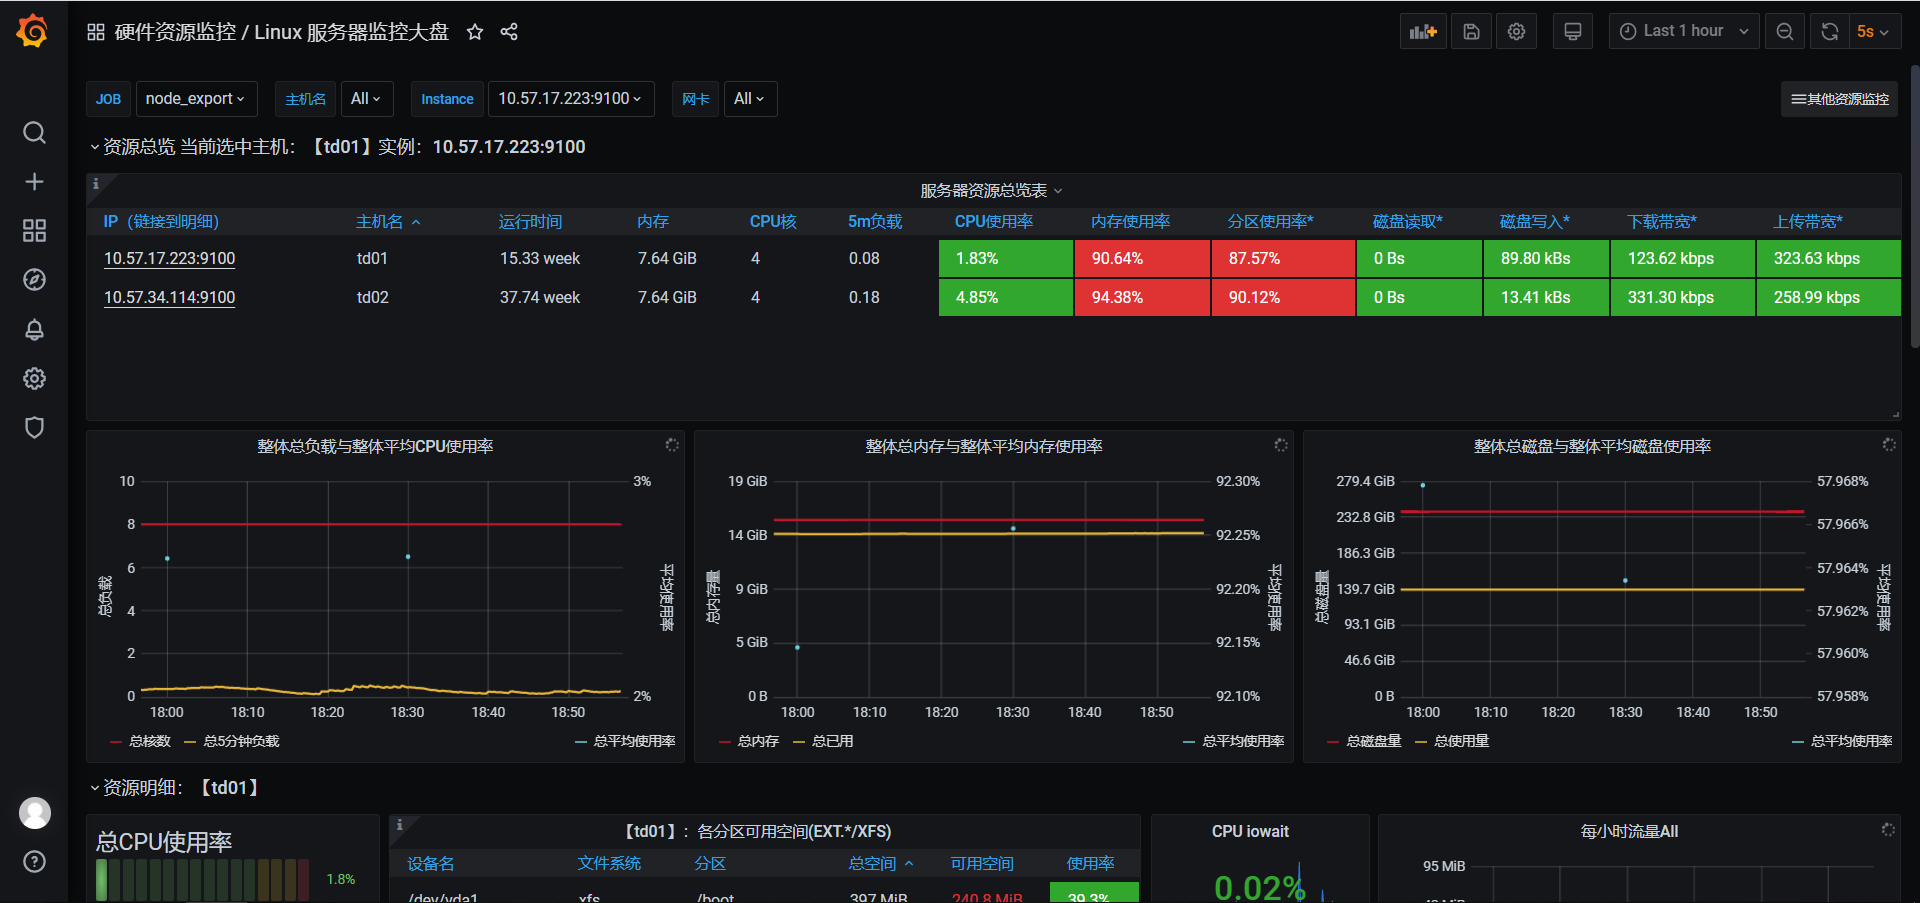 硬件资源监控 / Linux 服务器监控大盘
Last 1 hour
5s
JOB node_export 主机名 All Instance 10.57.17.223:9100 网卡 All
其他资源监控
资源总览 当前选中主机：【td01】实例：10.57.17.223:9100
服务器资源总览表
IP（链接到明细） 主机名 运行时间 内存 CPU核 5m负载 CPU使用率 内存使用率 分区使用率* 磁盘读取* 磁盘写入* 下载带宽* 上传带宽*
10.57.17.223:9100 td01 15.33 week 7.64 GiB 4 0.08 1.83% 90.64% 87.57% 0 Bs 89.80 kBs 123.62 kbps 323.63 kbps
10.57.34.114:9100 td02 37.74 week 7.64 GiB 4 0.18 4.85% 94.38% 90.12% 0 Bs 13.41 kBs 331.30 kbps 258.99 kbps
整体总负载与整体平均CPU使用率
10
8
6
4
2
0
总负载
3%
2%
整体平均使用率
18:00 18:10 18:20 18:30 18:40 18:50
总核数 总5分钟负载 总平均使用率
整体总内存与整体平均内存使用率
19 GiB
14 GiB
9 GiB
5 GiB
0 B
总内存量
92.30%
92.25%
92.20%
92.15%
92.10%
整体平均使用率
18:00 18:10 18:20 18:30 18:40 18:50
总内存 总已用 总平均使用率
整体总磁盘与整体平均磁盘使用率
279.4 GiB
232.8 GiB
186.3 GiB
139.7 GiB
93.1 GiB
46.6 GiB
0 B
总磁盘量
57.968%
57.966%
57.964%
57.962%
57.960%
57.958%
整体平均使用率
18:00 18:10 18:20 18:30 18:40 18:50
总磁盘量 总使用量 总平均使用率
资源明细：【td01】
总CPU使用率
1.8%
【td01】：各分区可用空间(EXT.*/XFS)
设备名 文件系统 分区 总空间 可用空间 使用率
/dev/vda1 xfs /boot 397 MiB 240.8 MiB 39.3%
CPU iowait
0.02%
每小时流量All
95 MiB